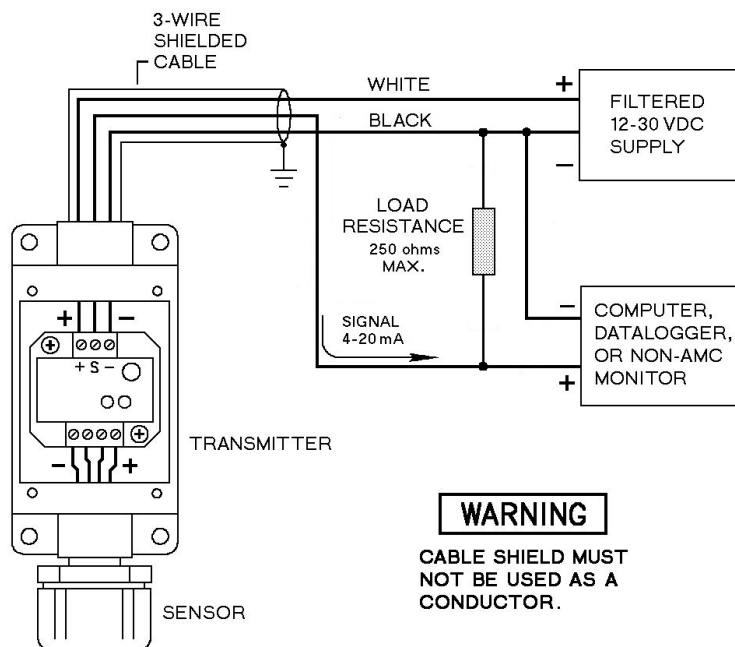 3-WIRE
SHIELDED
CABLE
WHITE
BLACK
+
FILTERED
12-30 VDC
SUPPLY
−
LOAD
RESISTANCE
250 ohms
MAX.
SIGNAL
4-20 mA
−
COMPUTER,
DATALOGGER,
OR NON-AMC
MONITOR
+
+ −
+ S −
− +
TRANSMITTER
SENSOR
WARNING
CABLE SHIELD MUST
NOT BE USED AS A
CONDUCTOR.